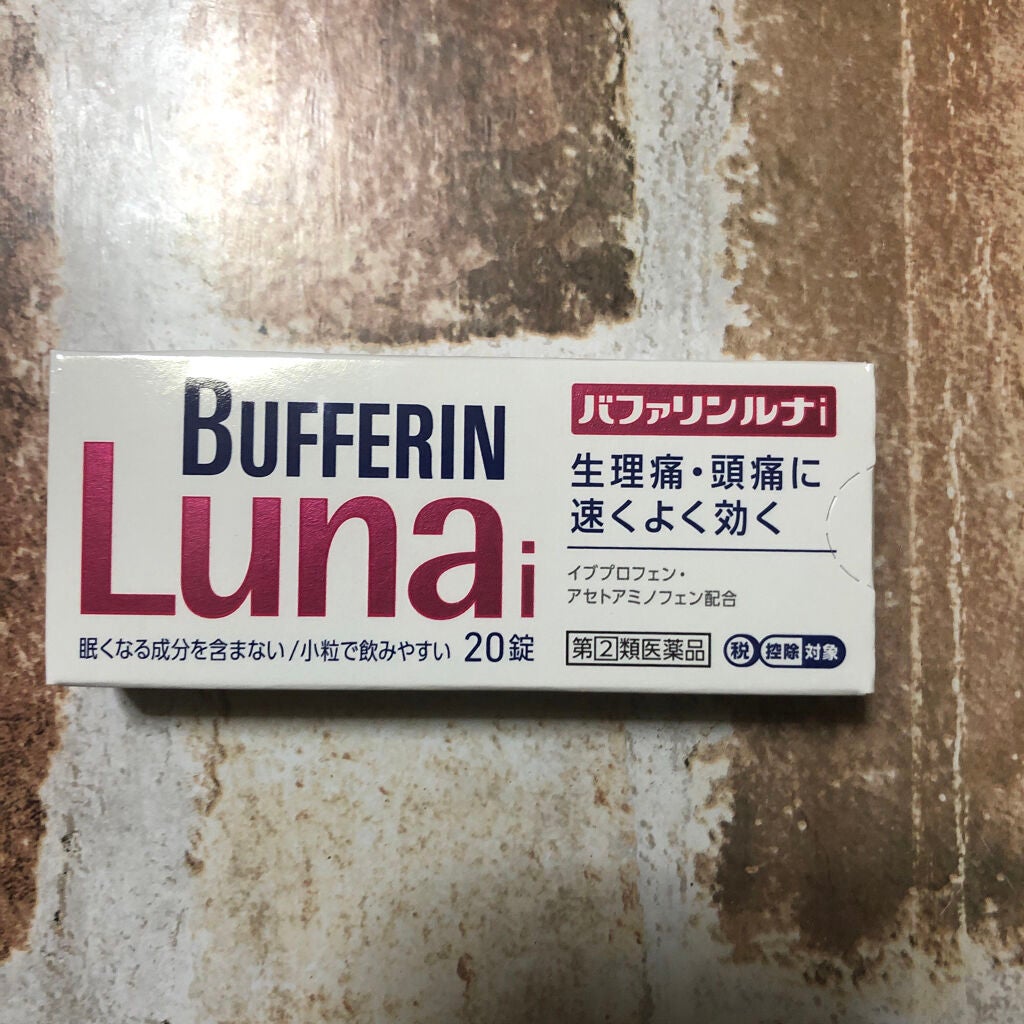 BUFFERIN
Luna i
眠くなる成分を含まない/小粒で飲みやすい 20錠
バファリンルナi
生理痛・頭痛に
速くよく効く
イブプロフェン・
アセトアミノフェン配合
第②類医薬品 税 控除対象